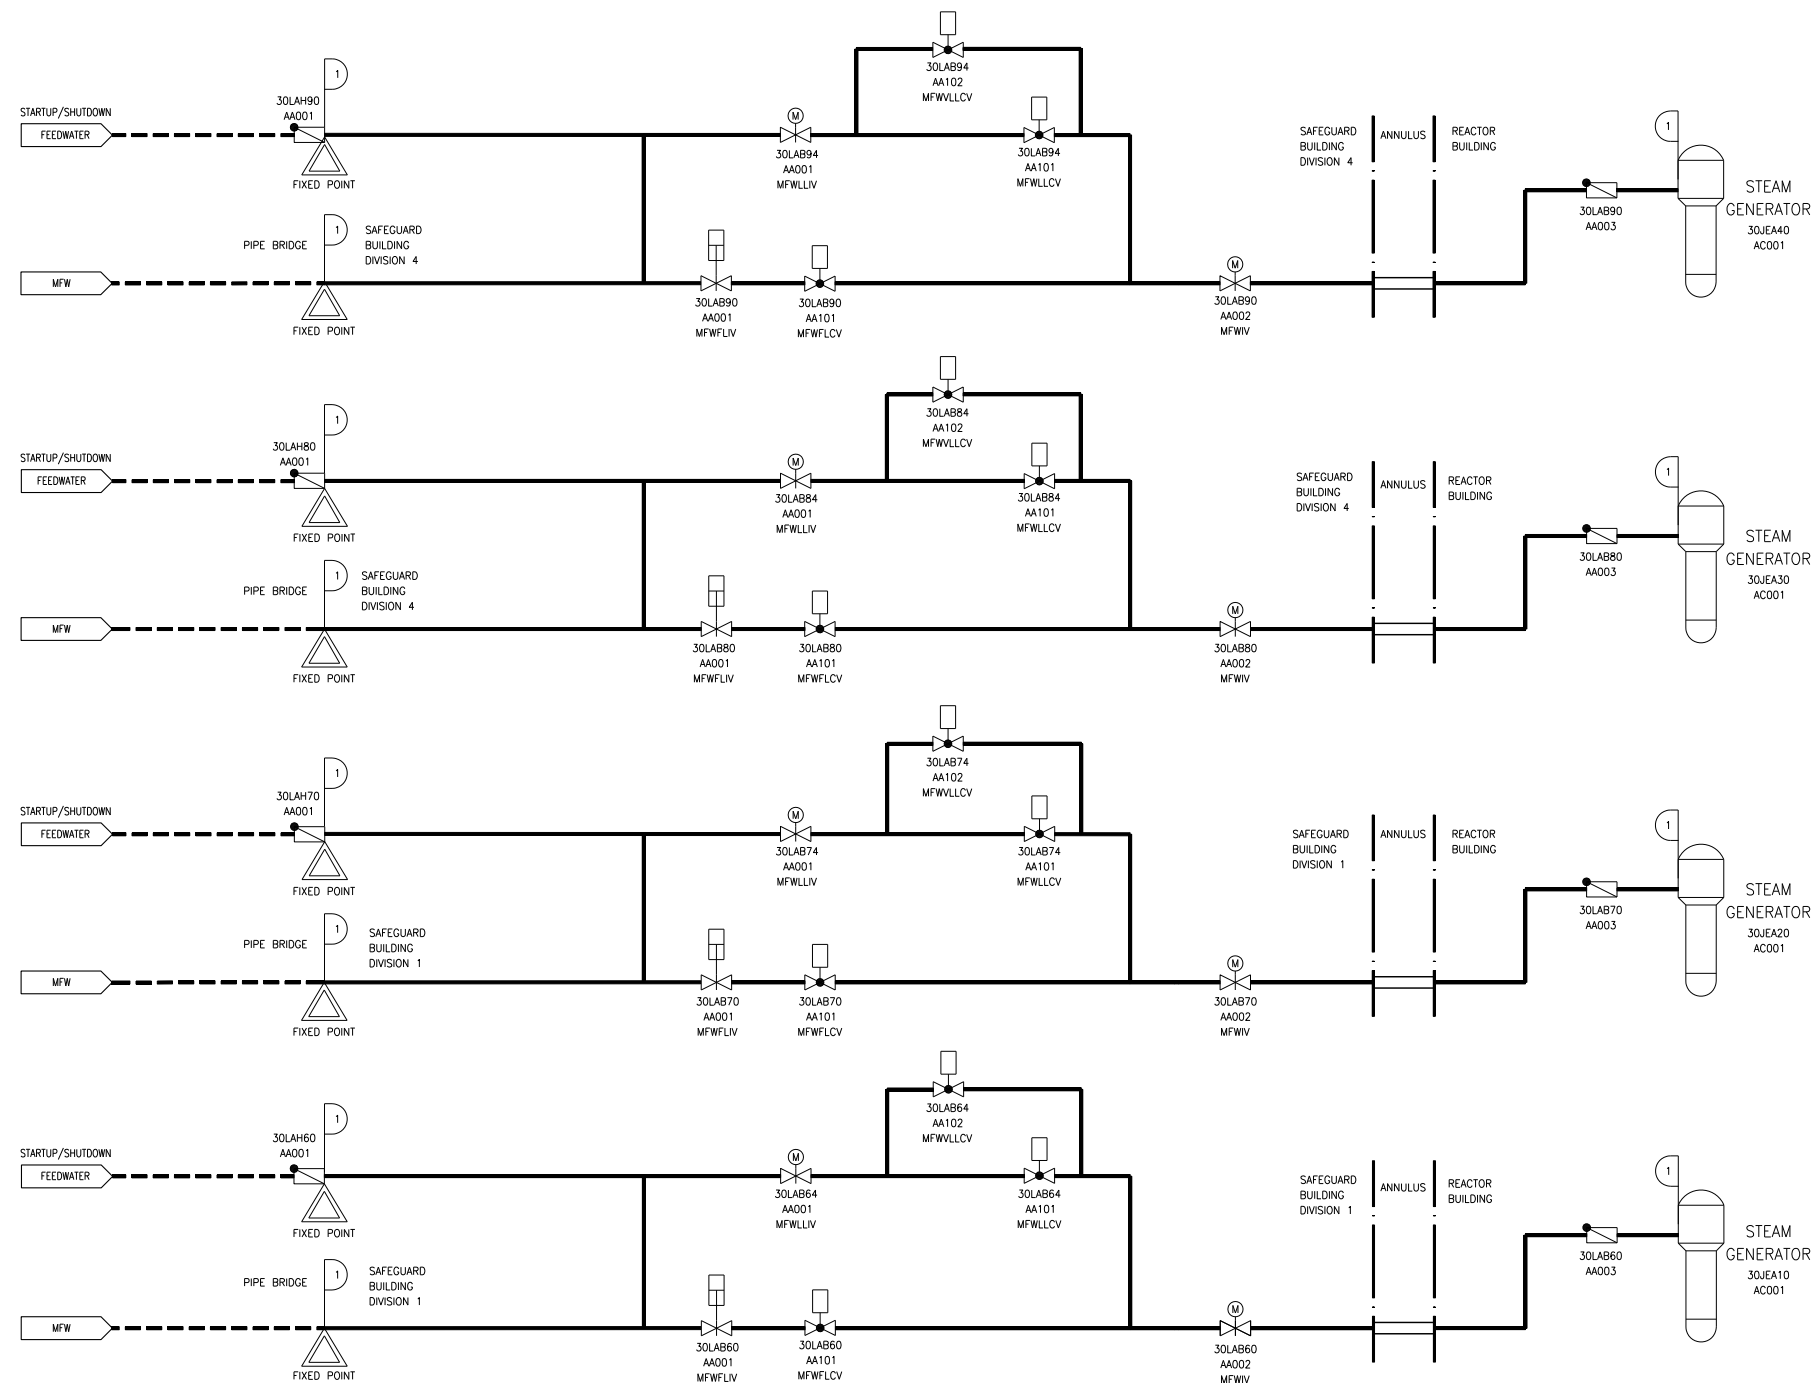 1
30LAB94
AA102
MFWVLLCV
30LAH90
AA001
STARTUP/SHUTDOWN
FEEDWATER
M
FIXED POINT
30LAB94
AA001
MFWLLIV
30LAB94
AA101
MFWLLCV
SAFEGUARD
BUILDING
DIVISION 4
ANNULUS
REACTOR
BUILDING
1
30LAB90
AA003
STEAM
GENERATOR
30JEA40
AC001
PIPE BRIDGE
1
SAFEGUARD
BUILDING
DIVISION 4
MFW
FIXED POINT
30LAB90
AA001
MFWFLIV
30LAB90
AA101
MFWFLCV
M
30LAB90
AA002
MFWIV
1
30LAB84
AA102
MFWVLLCV
30LAH80
AA001
STARTUP/SHUTDOWN
FEEDWATER
M
FIXED POINT
30LAB84
AA001
MFWLLIV
30LAB84
AA101
MFWLLCV
SAFEGUARD
BUILDING
DIVISION 4
ANNULUS
REACTOR
BUILDING
1
30LAB80
AA003
STEAM
GENERATOR
30JEA30
AC001
PIPE BRIDGE
1
SAFEGUARD
BUILDING
DIVISION 4
MFW
FIXED POINT
30LAB80
AA001
MFWFLIV
30LAB80
AA101
MFWFLCV
M
30LAB80
AA002
MFWIV
1
30LAB74
AA102
MFWVLLCV
30LAH70
AA001
STARTUP/SHUTDOWN
FEEDWATER
M
FIXED POINT
30LAB74
AA001
MFWLLIV
30LAB74
AA101
MFWLLCV
SAFEGUARD
BUILDING
DIVISION 1
ANNULUS
REACTOR
BUILDING
1
30LAB70
AA003
STEAM
GENERATOR
30JEA20
AC001
PIPE BRIDGE
1
SAFEGUARD
BUILDING
DIVISION 1
MFW
FIXED POINT
30LAB70
AA001
MFWFLIV
30LAB70
AA101
MFWFLCV
M
30LAB70
AA002
MFWIV
1
30LAB64
AA102
MFWVLLCV
30LAH60
AA001
STARTUP/SHUTDOWN
FEEDWATER
M
FIXED POINT
30LAB64
AA001
MFWLLIV
30LAB64
AA101
MFWLLCV
SAFEGUARD
BUILDING
DIVISION 1
ANNULUS
REACTOR
BUILDING
1
30LAB60
AA003
STEAM
GENERATOR
30JEA10
AC001
PIPE BRIDGE
1
SAFEGUARD
BUILDING
DIVISION 1
MFW
FIXED POINT
30LAB60
AA001
MFWFLIV
30LAB60
AA101
MFWFLCV
M
30LAB60
AA002
MFWIV